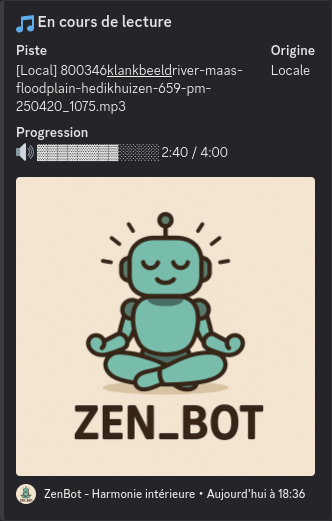 En cours de lecture
Piste Origine
[Local] 800346klankbeeldriver-maas- Locale
floodplain-hedikhuizen-659-pm-
250420_1075.mp3
Progression
2:40 / 4:00
ZEN_BOT
ZenBot - Harmonie intérieure • Aujourd'hui à 18:36